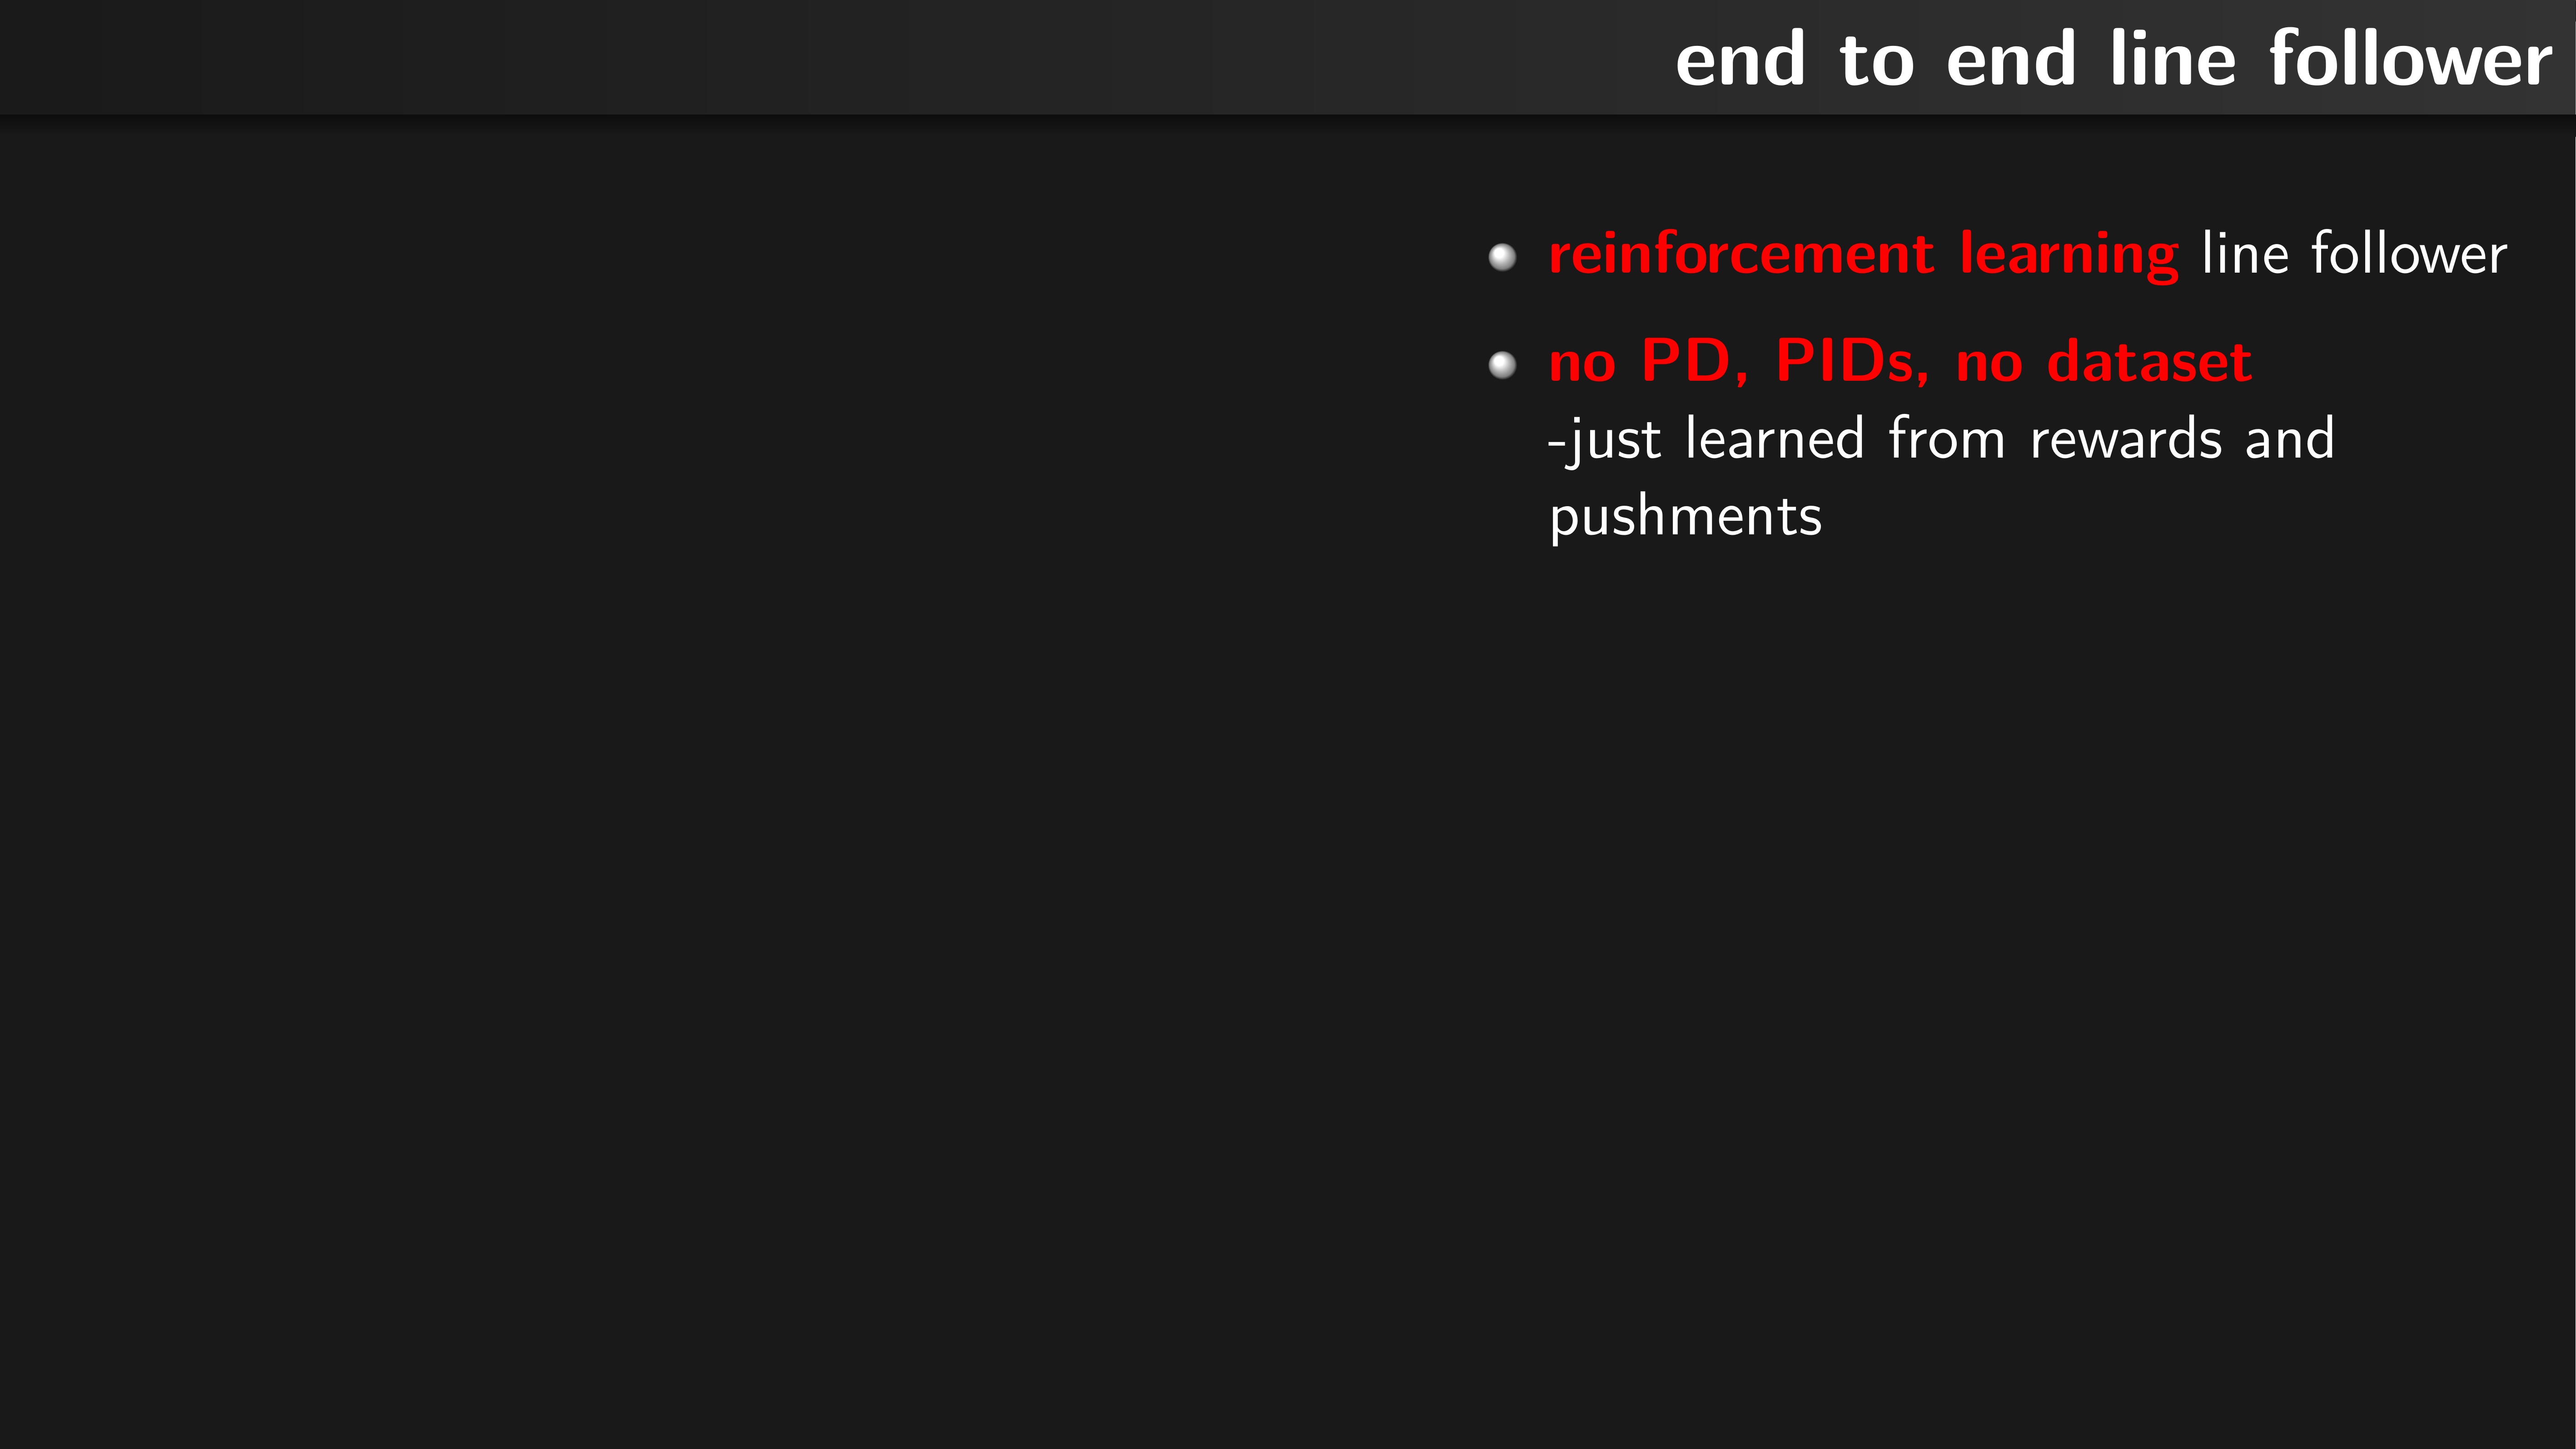 end to end line follower
reinforcement learning line follower
no PD, PIDs, no dataset
-just learned from rewards and
pushments